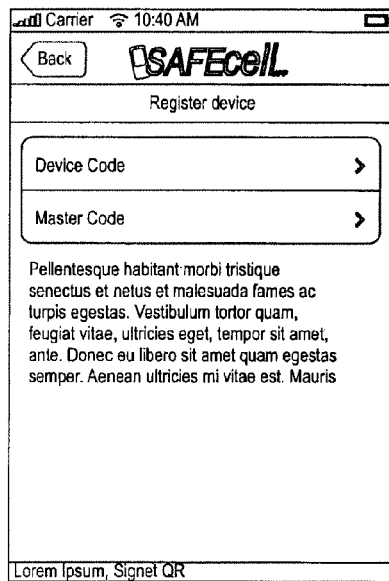 Carrier 10:40 AM
Back SAFEcell
Register device
Device Code
Master Code
Pellentesque habitant morbi tristique
senectus et netus et malesuada fames ac
turpis egestas. Vestibulum tortor quam,
feugiat vitae, ultricies eget, tempor sit amet,
ante. Donec eu libero sit amet quam egestas
semper. Aenean ultricies mi vitae est. Mauris
Lorem Ipsum, Signet QR